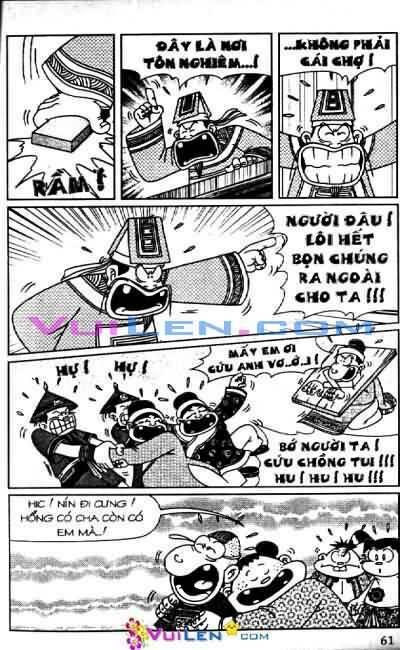 RẦM!
ĐÂY LÀ NƠI
TÔN NGHIÊM...!
...KHÔNG PHẢI
CÁI CHỢ!
NGƯỜI ĐÂU!
LÔI HẾT
BỌN CHÚNG
RA NGOÀI
CHO TA!!!
VUILEN.COM
HỰ! HỰ!
MẤY EM ƠI
CỨU ANH VỚ..Ớ..I!
BỚ NGƯỜI TA!
CỨU CHỒNG TUI!!!
HU! HU! HU!!!
HIC! NÍN ĐI CƯNG!
HỔNG CÓ CHA CÒN CÓ
EM MÀ..!
VUILEN.COM
61